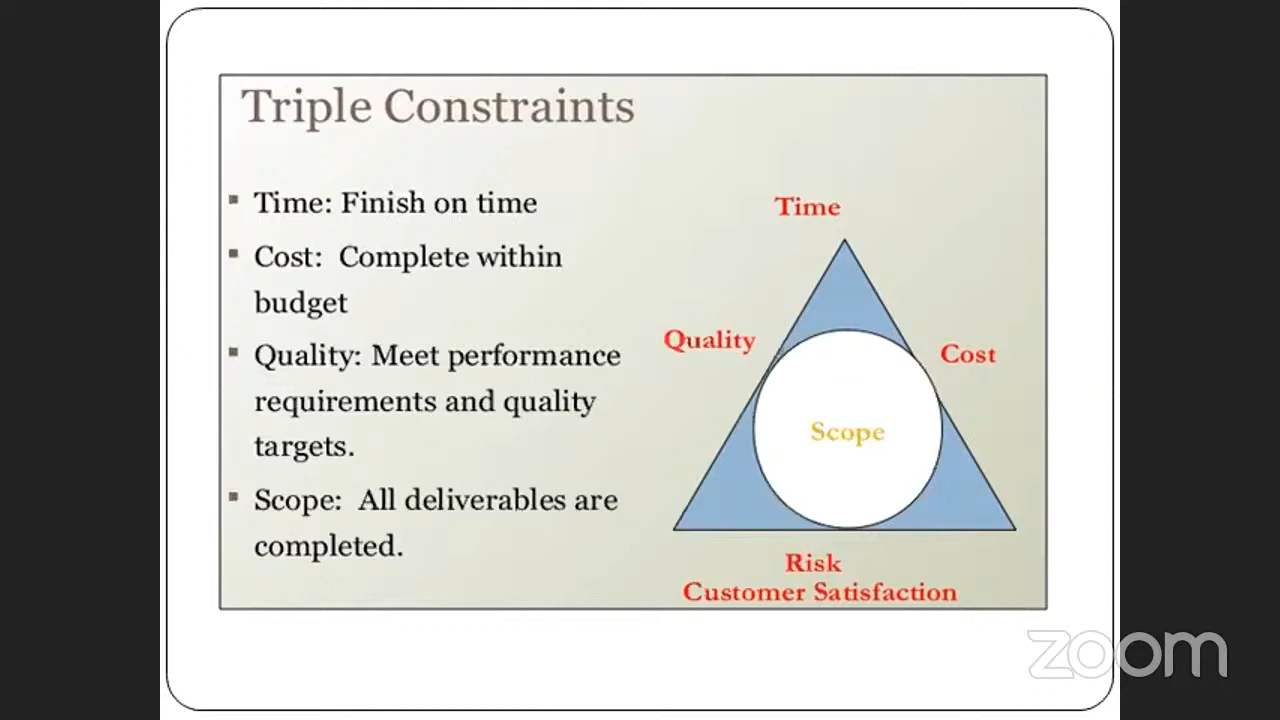 Triple Constraints
▪ Time: Finish on time
▪ Cost: Complete within
budget
▪ Quality: Meet performance
requirements and quality
targets.
▪ Scope: All deliverables are
completed.
Time
Quality
Cost
Scope
Risk
Customer Satisfaction
zoom